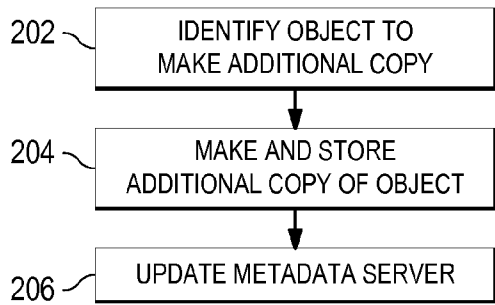 202
IDENTIFY OBJECT TO
MAKE ADDITIONAL COPY
204
MAKE AND STORE
ADDITIONAL COPY OF OBJECT
206
UPDATE METADATA SERVER